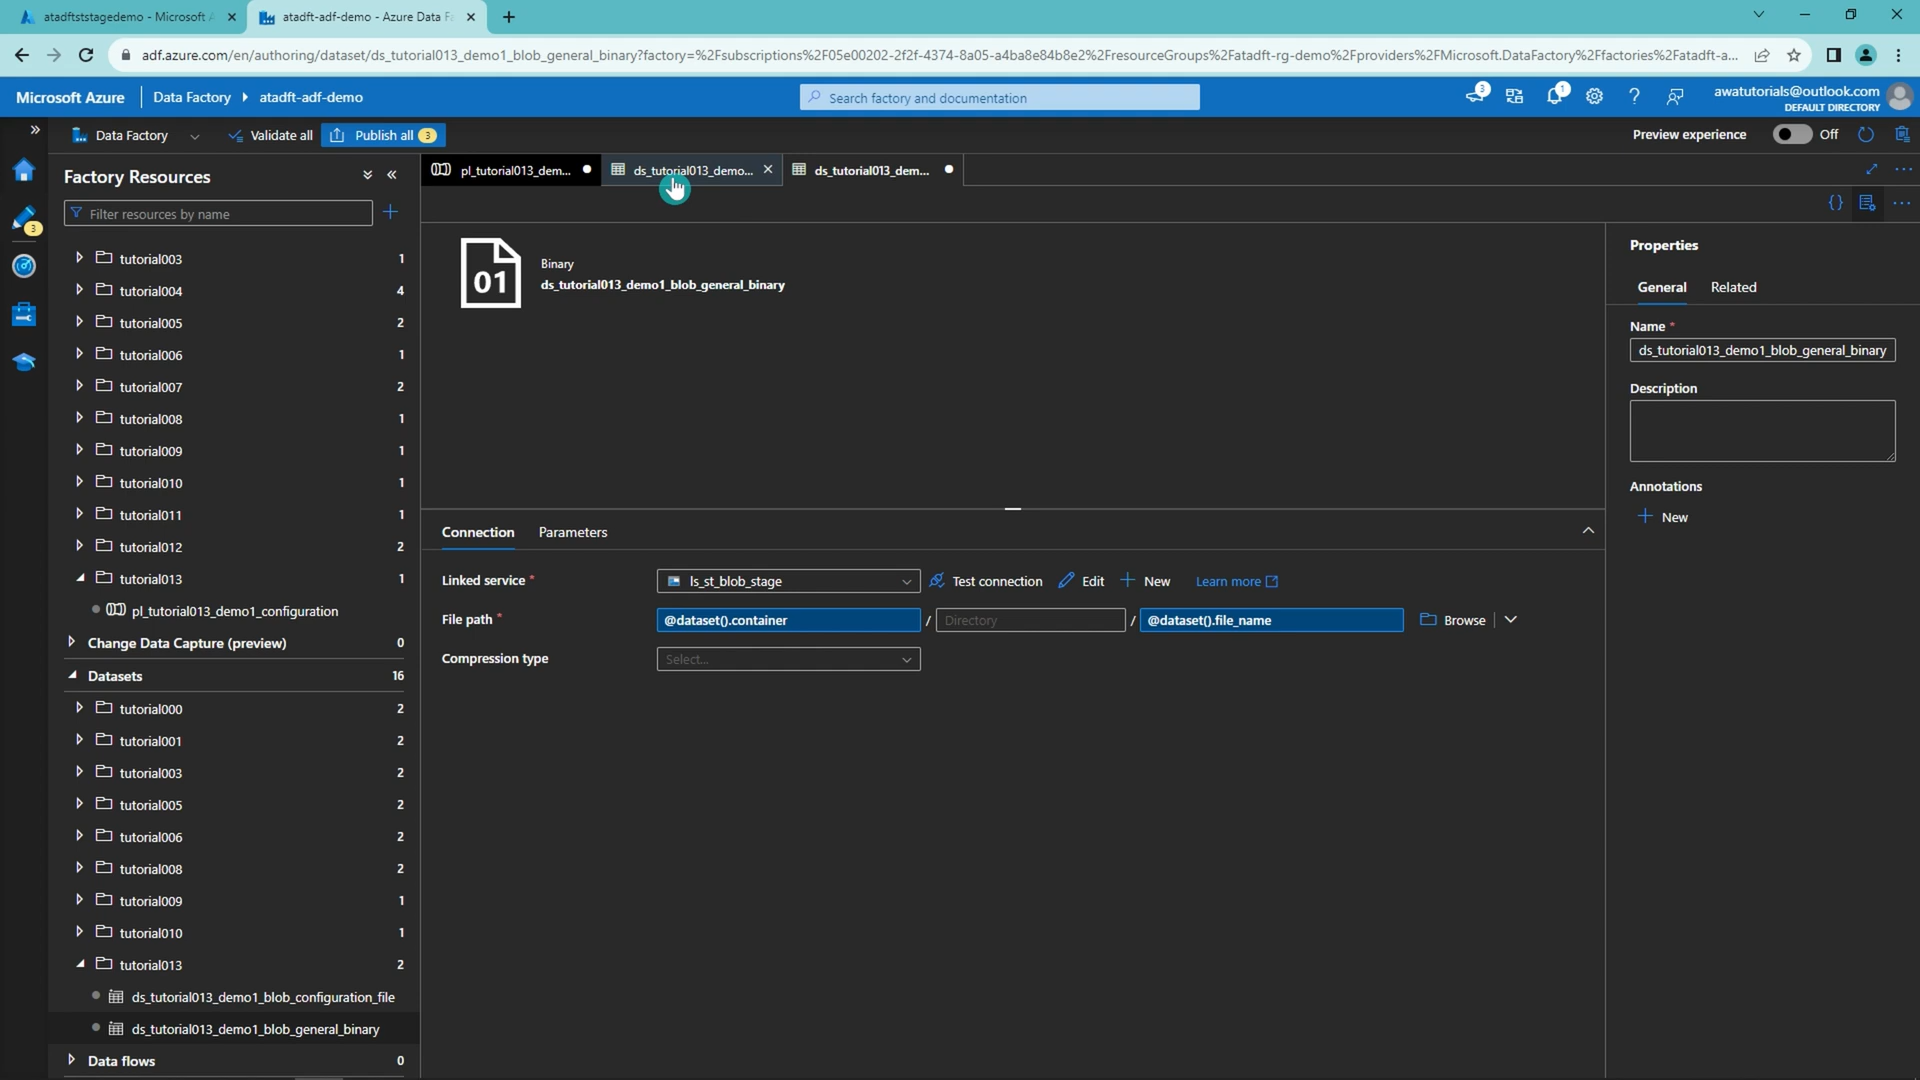 atadftststagedemo - Microsoft A
atadft-adf-demo - Azure Data Fa
adf.azure.com/en/authoring/dataset/ds_tutorial013_demo1_blob_general_binary?factory=%2Fsubscriptions%2F05e00202-2f2f-4374-8a05-a4ba8e84b8e2%2FresourceGroups%2Fatadft-rg-demo%2Fproviders%2FMicrosoft.DataFactory%2Ffactories%2Fatadft-a...
Microsoft Azure Data Factory atadft-adf-demo
Search factory and documentation
3
1
awatutorials@outlook.com
DEFAULT DIRECTORY
Data Factory Validate all Publish all 3
Preview experience Off
3
Factory Resources
Filter resources by name
tutorial003 1
tutorial004 4
tutorial005 2
tutorial006 1
tutorial007 2
tutorial008 1
tutorial009 1
tutorial010 1
tutorial011 1
tutorial012 2
tutorial013 1
pl_tutorial013_demo1_configuration
Change Data Capture (preview) 0
Datasets 16
tutorial000 2
tutorial001 2
tutorial003 2
tutorial005 2
tutorial006 2
tutorial008 2
tutorial009 1
tutorial010 1
tutorial013 2
ds_tutorial013_demo1_blob_configuration_file
ds_tutorial013_demo1_blob_general_binary
Data flows 0
pl_tutorial013_dem...
ds_tutorial013_demo...
ds_tutorial013_dem...
01
Binary
ds_tutorial013_demo1_blob_general_binary
Connection Parameters
Linked service *
ls_st_blob_stage
Test connection Edit New Learn more
File path *
@dataset().container / Directory / @dataset().file_name
Browse
Compression type
Select...
Properties
General Related
Name *
ds_tutorial013_demo1_blob_general_binary
Description
Annotations
New